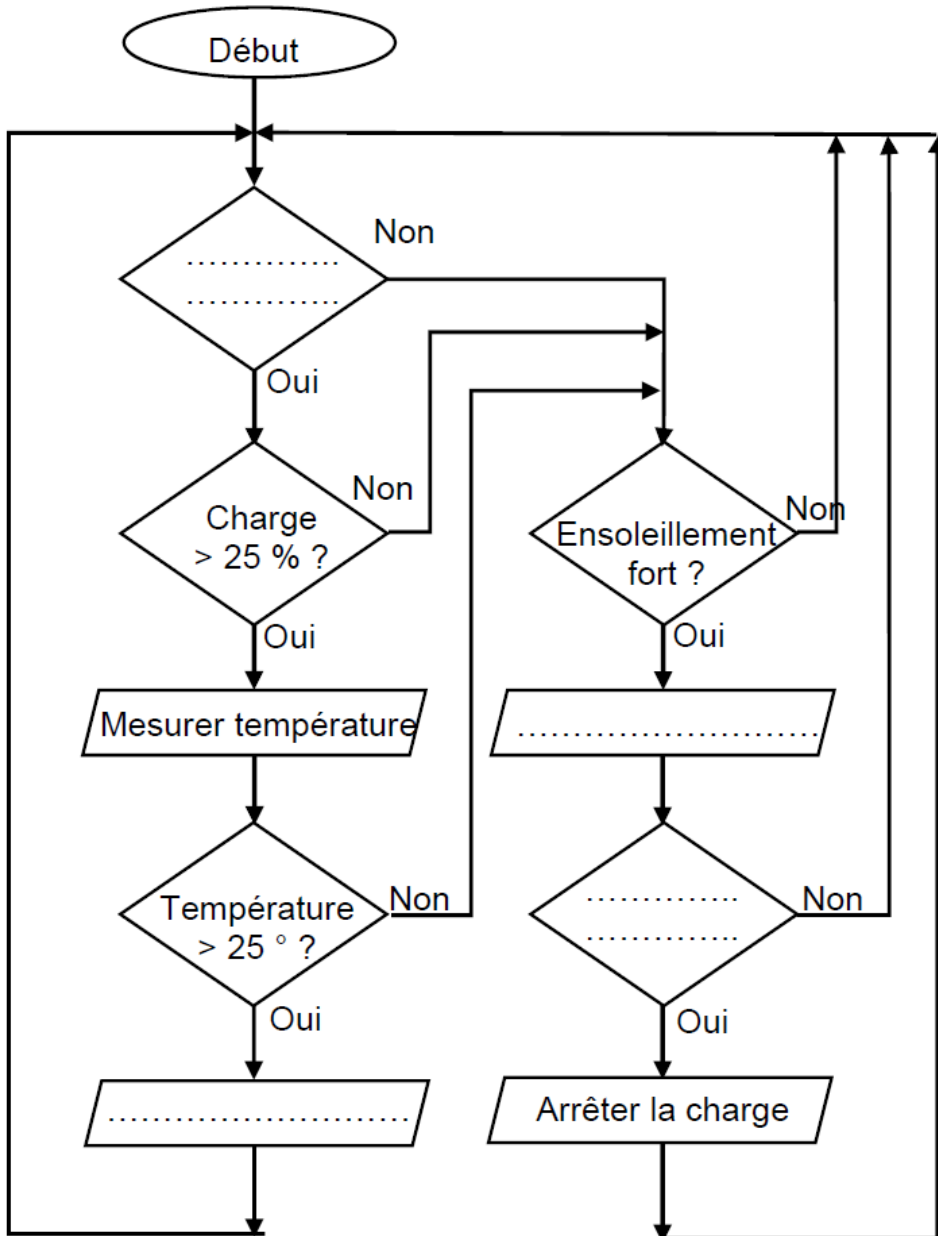 Début
Non
…………..
…………..
Oui
Charge
> 25 % ?
Non
Oui
Mesurer température
Température
> 25 ° ?
Non
Oui
………………………
Ensoleillement
fort ?
Non
Oui
………………………
…………..
…………..
Non
Oui
Arrêter la charge